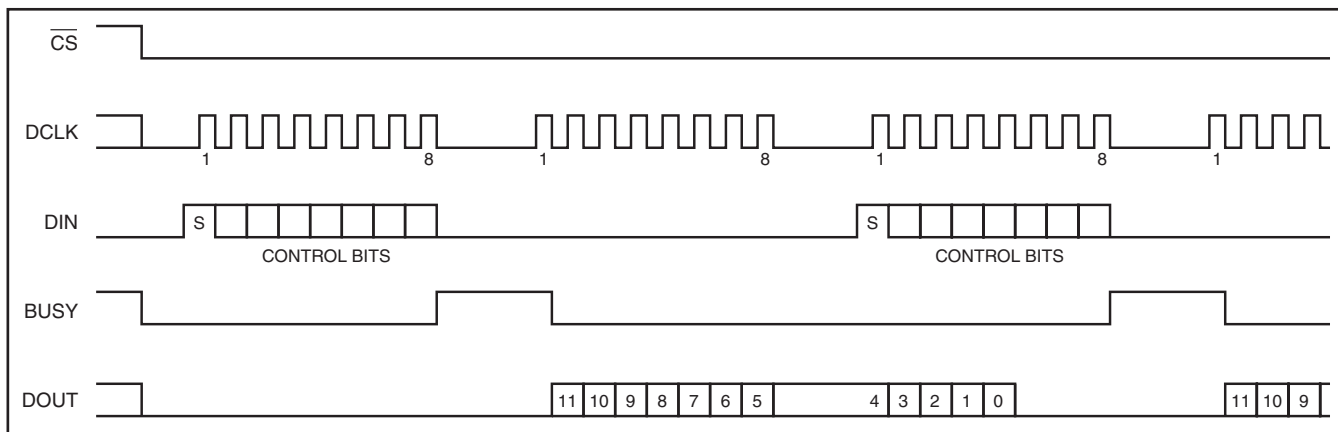 CS
DCLK
1 8 1 8 1 8 1
DIN
S S
CONTROL BITS CONTROL BITS
BUSY
DOUT
11 10 9 8 7 6 5 4 3 2 1 0 11 10 9